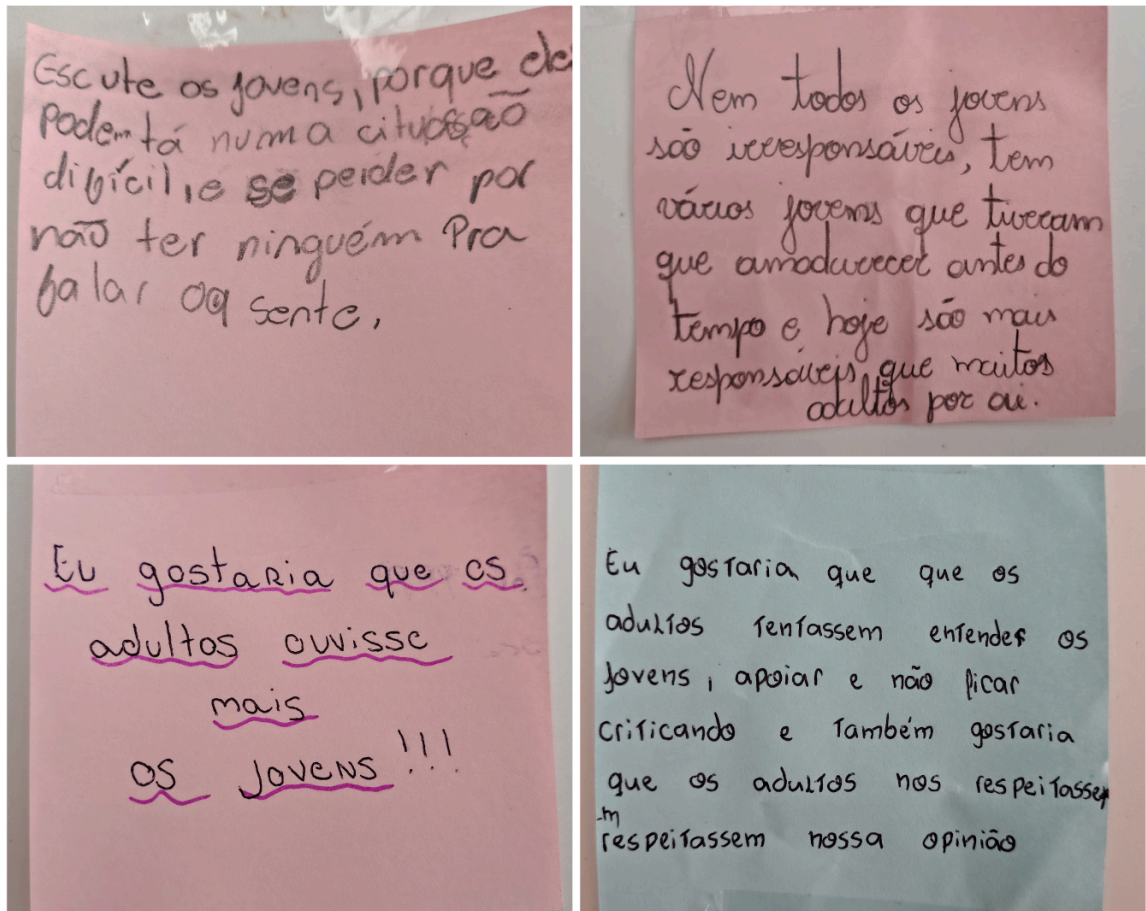 Escute os jovens, porque ele
Podem tá numa cituassão
difícil, e se peider por
não ter ninguém Pra
falar oq sente.
Nem todos os jovens
são irresponsáveis, tem
vários jovens que tiveram
que amadurecer antes do
tempo e hoje são mais
responsáveis que muitos
adultos por aí.
Eu gostaria que os
adultos ouvisse
mais
os jovens!!!
Eu gostaria que que os
adultos tentassem entender os
jovens, apoiar e não ficar
criticando e também gostaria
que os adultos nos respeitasse
-m
respeitassem nossa opinião